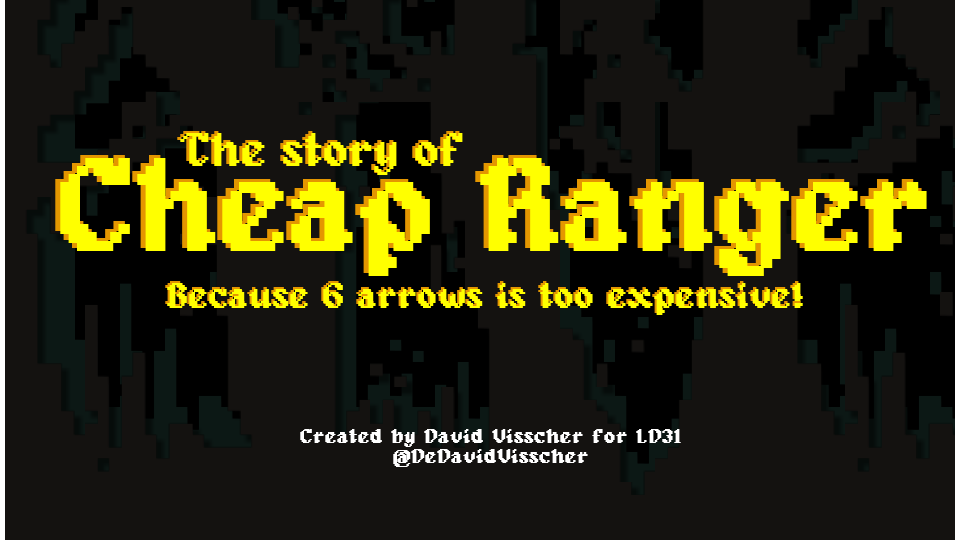 The story of
Cheap Ranger
Because 6 arrows is too expensive!
Created by David Visscher for LD31
@DeDavidVisscher